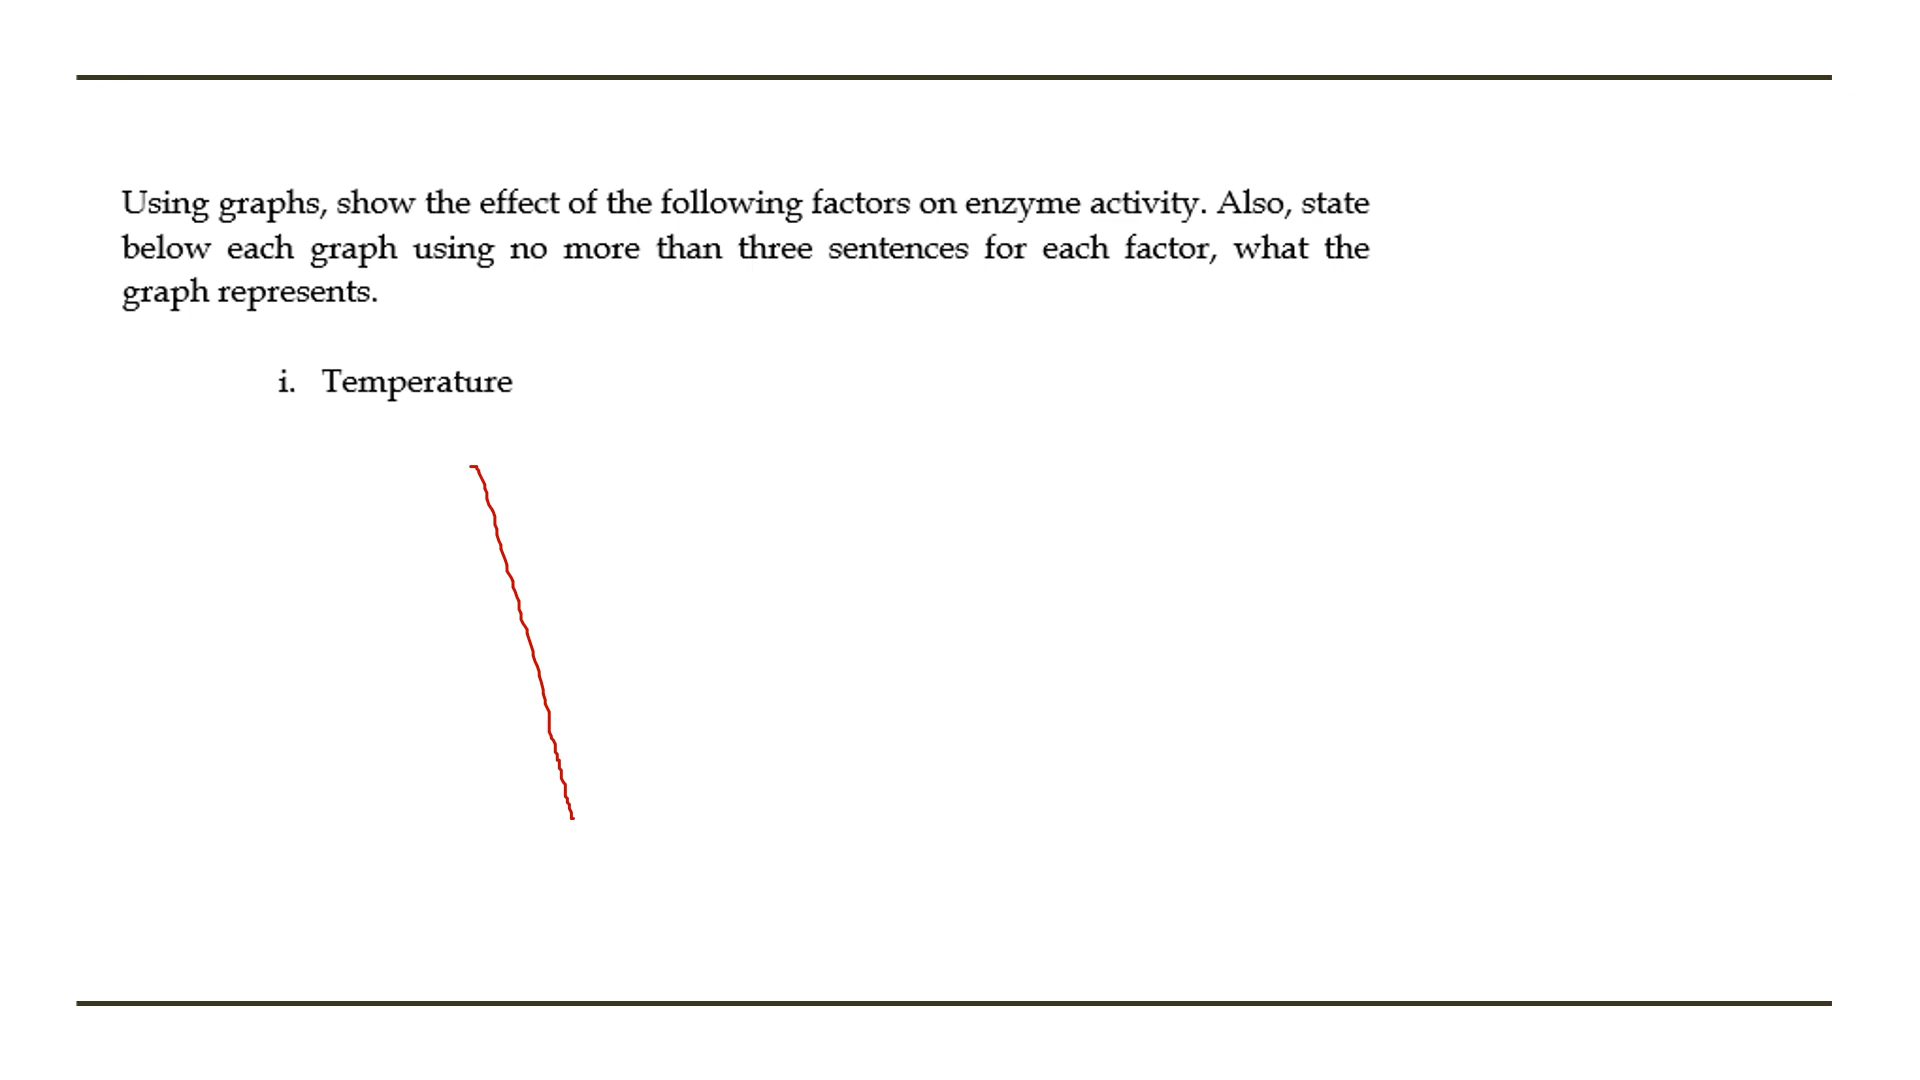 Using graphs, show the effect of the following factors on enzyme activity. Also, state
below each graph using no more than three sentences for each factor, what the
graph represents.
i. Temperature